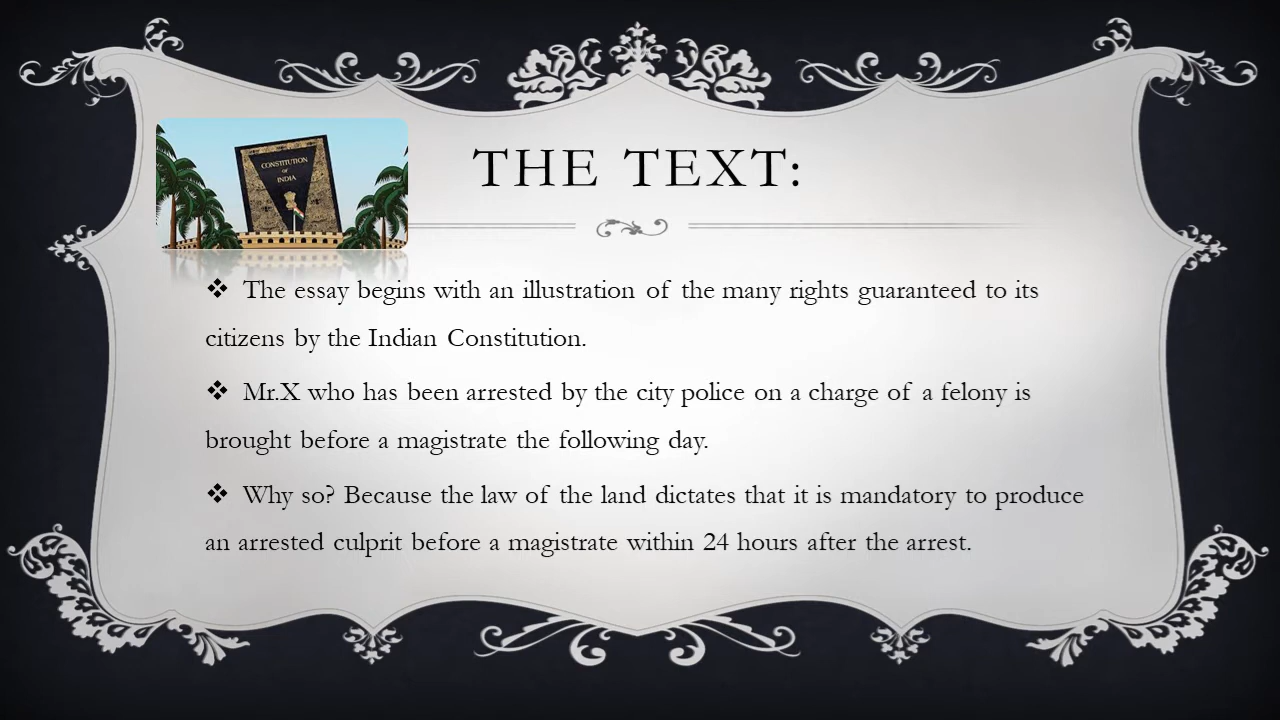 CONSTITUTION
OF
INDIA
THE TEXT:
❖ The essay begins with an illustration of the many rights guaranteed to its
citizens by the Indian Constitution.
❖ Mr.X who has been arrested by the city police on a charge of a felony is
brought before a magistrate the following day.
❖ Why so? Because the law of the land dictates that it is mandatory to produce
an arrested culprit before a magistrate within 24 hours after the arrest.